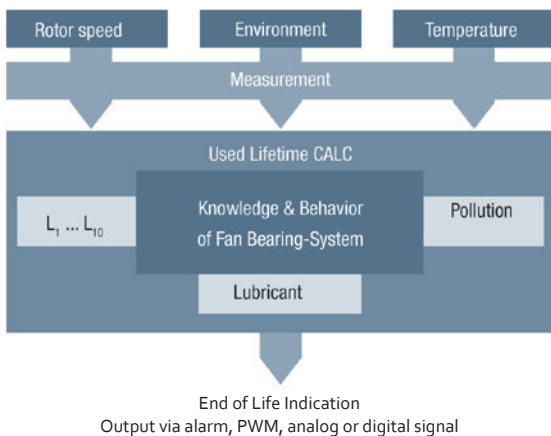 Rotor speed
Environment
Temperature
Measurement
Used Lifetime CALC
L₁ ... L₁₀
Knowledge & Behavior
of Fan Bearing-System
Pollution
Lubricant
End of Life Indication
Output via alarm, PWM, analog or digital signal